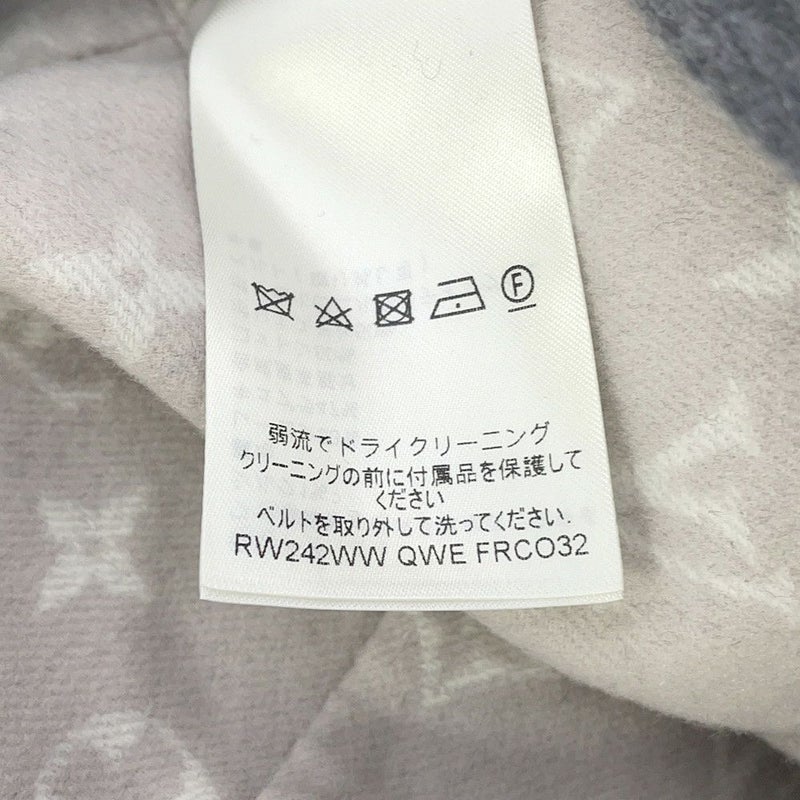 F
弱流でドライクリーニング
クリーニングの前に付属品を保護して
ください
ベルトを取り外して洗ってください.
RW242WW QWE FRCO32